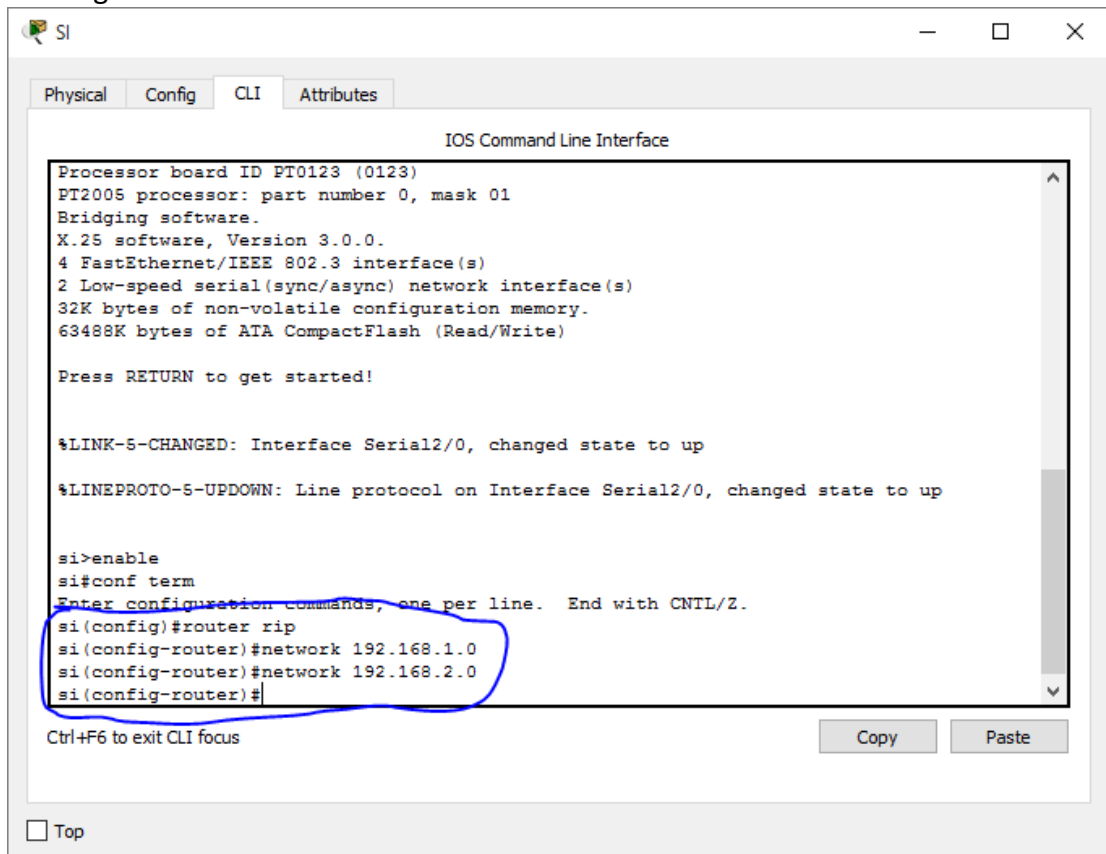 SI
Physical Config CLI Attributes
IOS Command Line Interface
Processor board ID PT0123 (0123)
PT2005 processor: part number 0, mask 01
Bridging software.
X.25 software, Version 3.0.0.
4 FastEthernet/IEEE 802.3 interface(s)
2 Low-speed serial(sync/async) network interface(s)
32K bytes of non-volatile configuration memory.
63488K bytes of ATA CompactFlash (Read/Write)
Press RETURN to get started!
%LINK-5-CHANGED: Interface Serial2/0, changed state to up
%LINEPROTO-5-UPDOWN: Line protocol on Interface Serial2/0, changed state to up
si>enable
si#conf term
Enter configuration commands, one per line. End with CNTL/Z.
si(config)#router rip
si(config-router)#network 192.168.1.0
si(config-router)#network 192.168.2.0
si(config-router)#
Ctrl+F6 to exit CLI focus
Copy Paste
Top